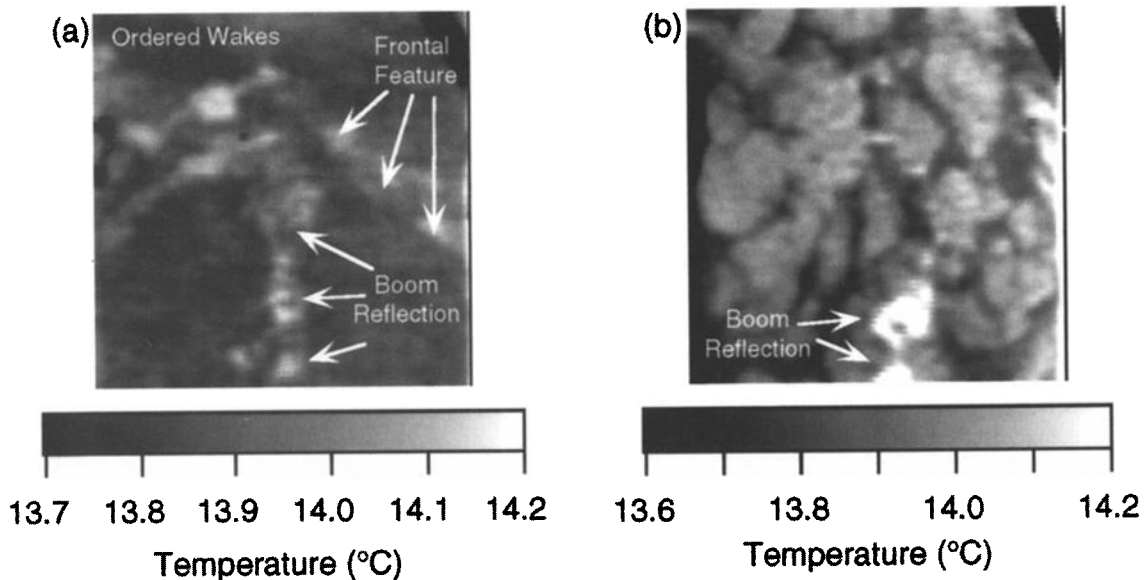 (a)
Ordered Wakes
Frontal
Feature
Boom
Reflection
13.7 13.8 13.9 14.0 14.1 14.2
Temperature (°C)
(b)
Boom
Reflection
13.6 13.8 14.0 14.2
Temperature (°C)